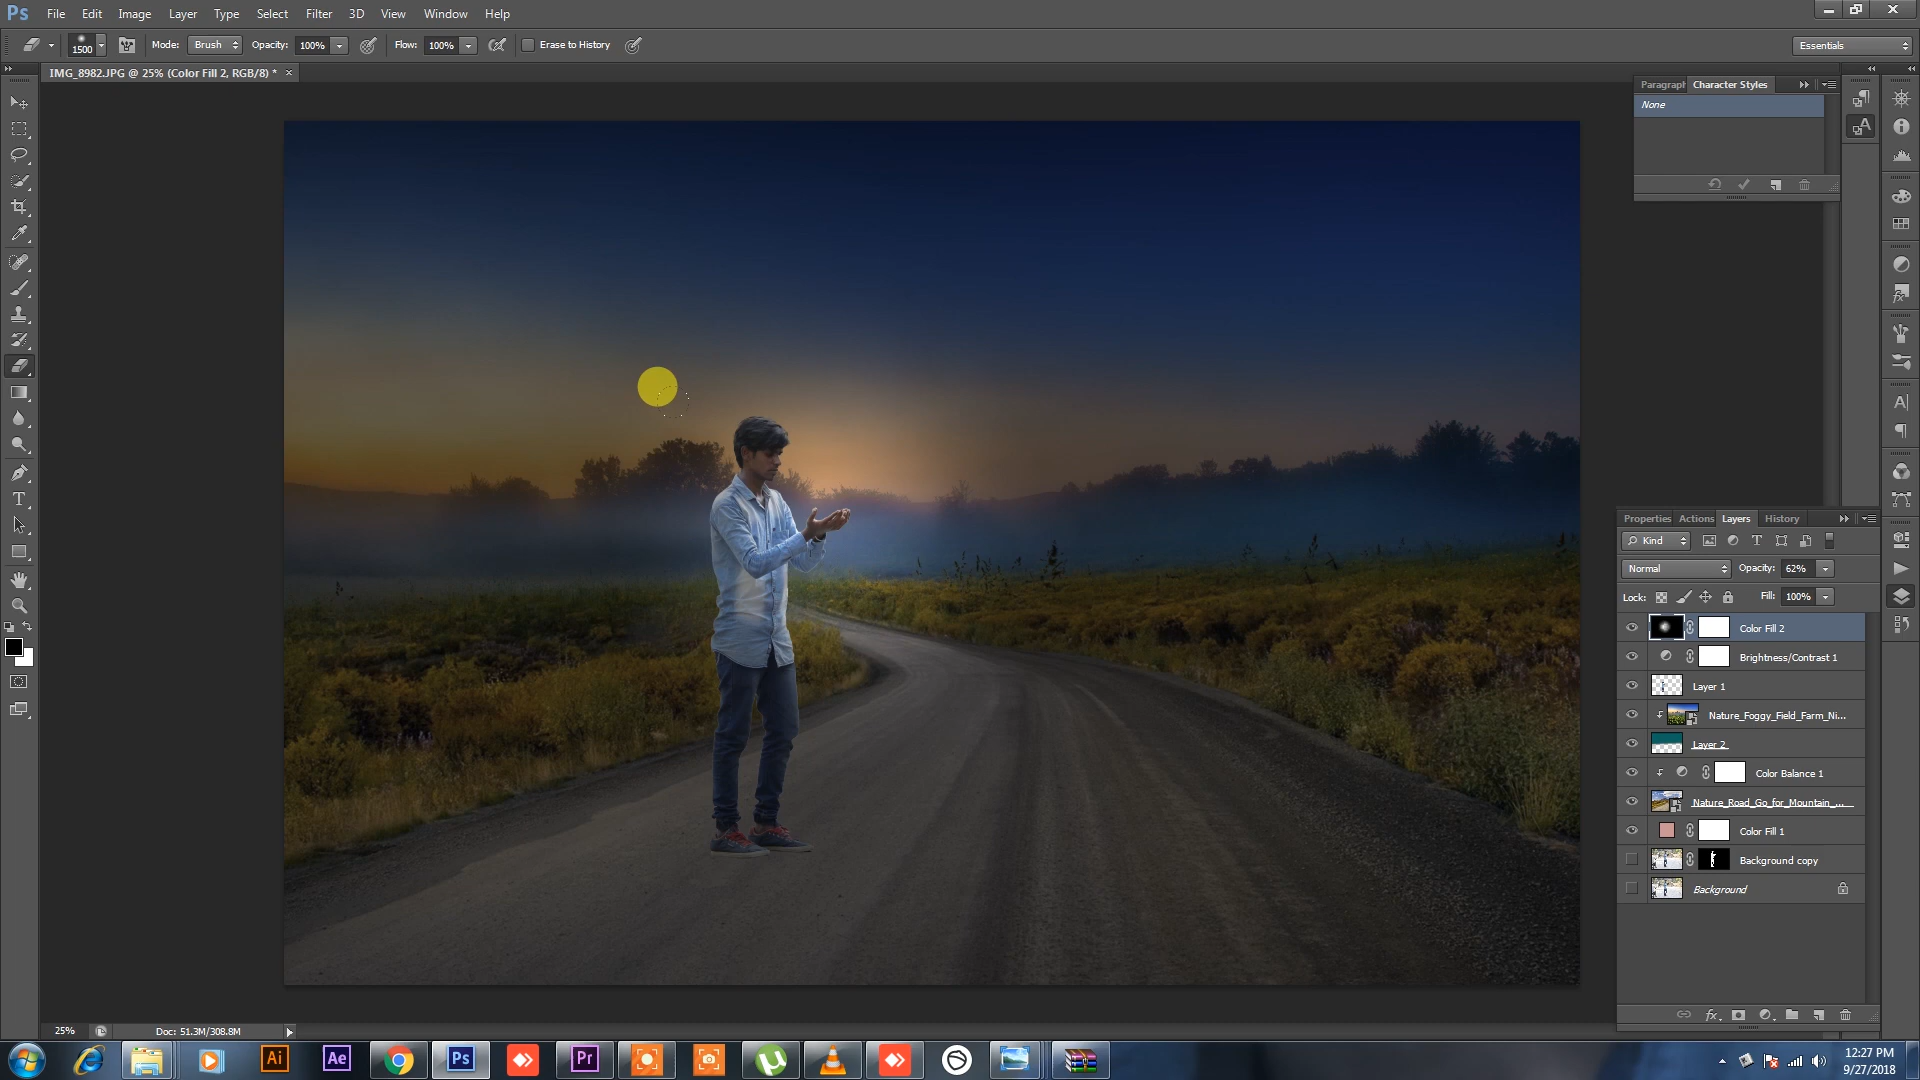 Ps File Edit Image Layer Type Select Filter 3D View Window Help
1500 Mode: Brush Opacity: 100% Flow: 100% Erase to History Essentials
IMG_8982.JPG @ 25% (Color Fill 2, RGB/8) * ×
Paragraph Character Styles
None
Properties Actions Layers History
Kind
Normal Opacity: 62%
Lock: Fill: 100%
Color Fill 2
Brightness/Contrast 1
Layer 1
Nature_Foggy_Field_Farm_Ni...
Layer 2
Color Balance 1
Nature_Road_Go_for_Mountain_...
Color Fill 1
Background copy
Background
25% Doc: 51.3M/308.8M
Ai Ae Ps Pr
12:27 PM
9/27/2018